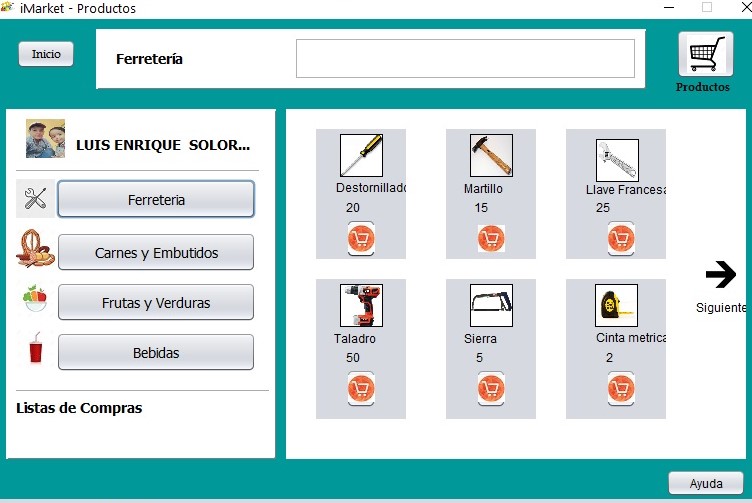 iMarket - Productos
Inicio
Ferretería
Productos
LUIS ENRIQUE SOLOR...
Ferreteria
Carnes y Embutidos
Frutas y Verduras
Bebidas
Listas de Compras
Destornillado
20
Martillo
15
Llave Francesa
25
Taladro
50
Sierra
5
Cinta metrica
2
Siguiente
Ayuda